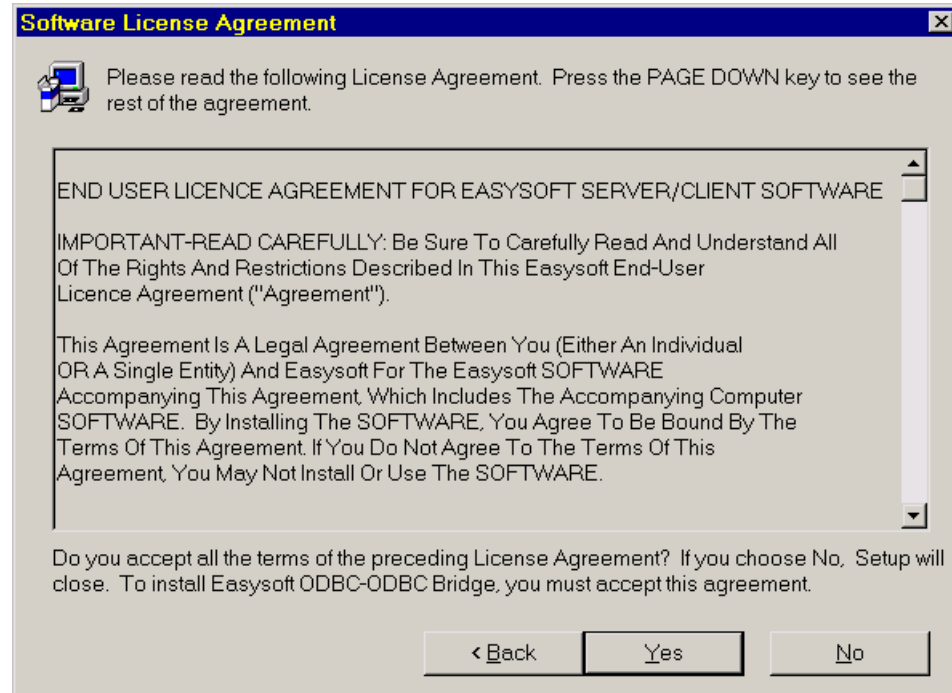 Software License Agreement
Please read the following License Agreement. Press the PAGE DOWN key to see the
rest of the agreement.
END USER LICENCE AGREEMENT FOR EASYSOFT SERVER/CLIENT SOFTWARE
IMPORTANT-READ CAREFULLY: Be Sure To Carefully Read And Understand All
Of The Rights And Restrictions Described In This Easysoft End-User
Licence Agreement ("Agreement").
This Agreement Is A Legal Agreement Between You (Either An Individual
OR A Single Entity) And Easysoft For The Easysoft SOFTWARE
Accompanying This Agreement, Which Includes The Accompanying Computer
SOFTWARE.  By Installing The SOFTWARE, You Agree To Be Bound By The
Terms Of This Agreement. If You Do Not Agree To The Terms Of This
Agreement, You May Not Install Or Use The SOFTWARE.
Do you accept all the terms of the preceding License Agreement?  If you choose No,  Setup will
close.  To install Easysoft ODBC-ODBC Bridge, you must accept this agreement.
< Back Yes No